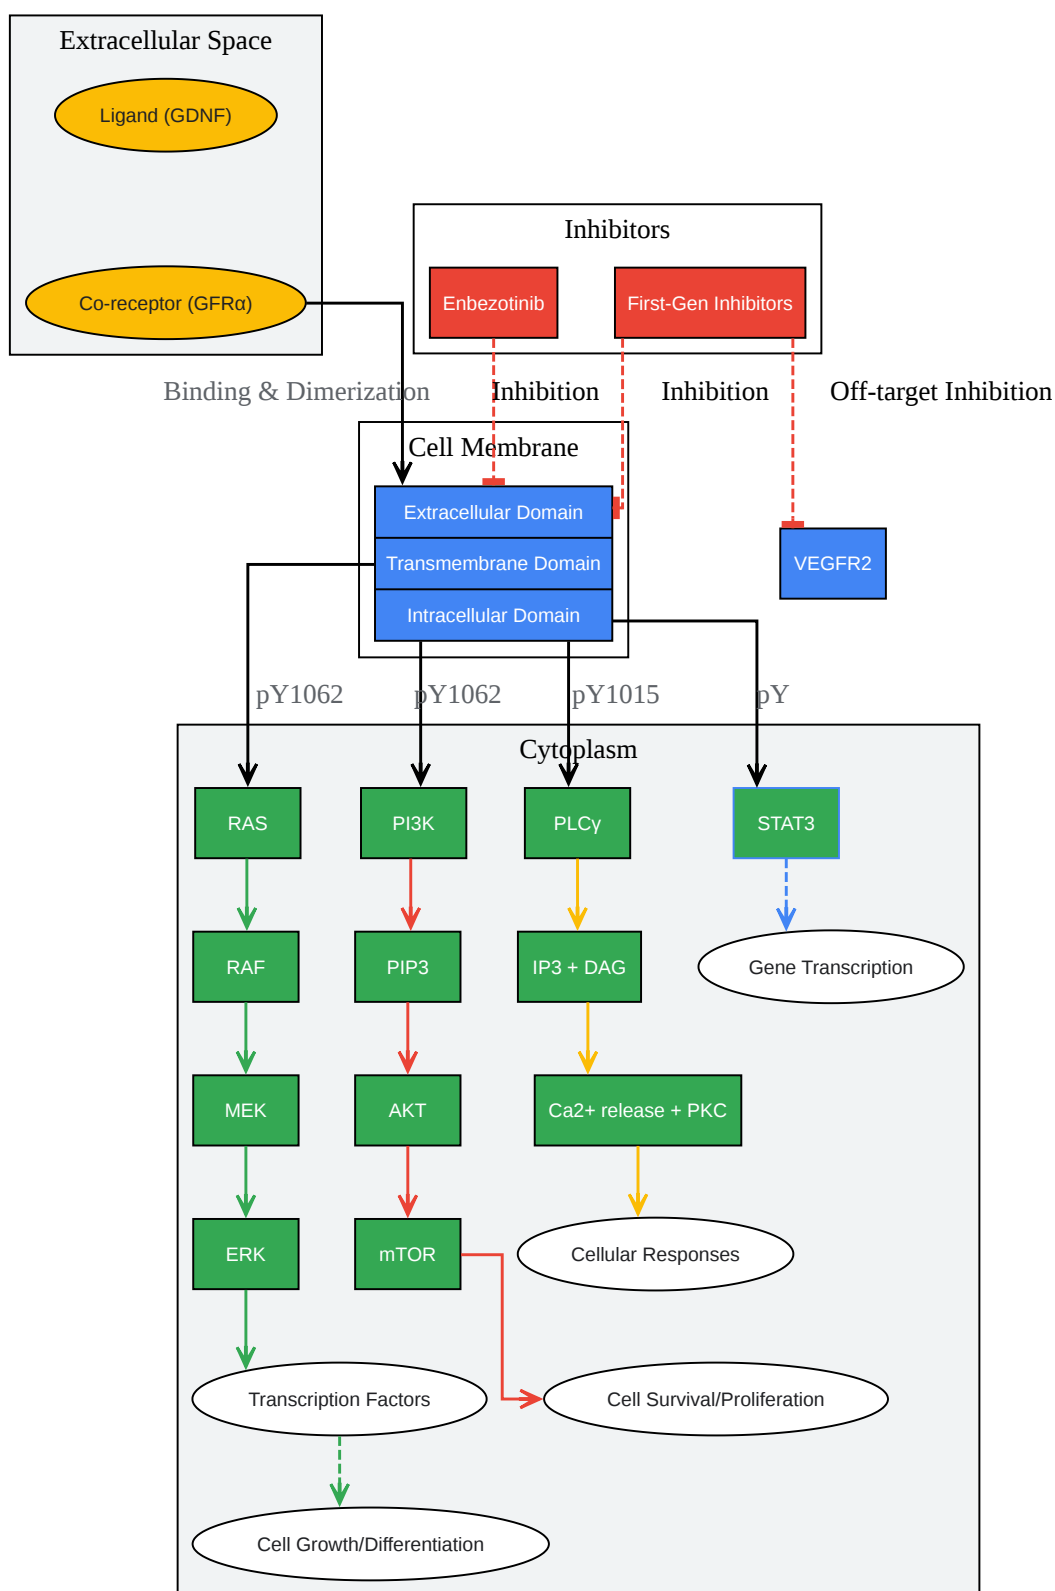 Extracellular Space
Ligand (GDNF)
Inhibitors
Co-receptor (GFRα)
Enbezotinib
First-Gen Inhibitors
Binding & Dimerization
Inhibition
Inhibition
Off-target Inhibition
Cell Membrane
Extracellular Domain
Transmembrane Domain
Intracellular Domain
VEGFR2
pY1062
pY1062
pY1015
pY
Cytoplasm
RAS
PI3K
PLCγ
STAT3
RAF
PIP3
IP3 + DAG
Gene Transcription
MEK
AKT
Ca2+ release + PKC
ERK
mTOR
Cellular Responses
Transcription Factors
Cell Survival/Proliferation
Cell Growth/Differentiation